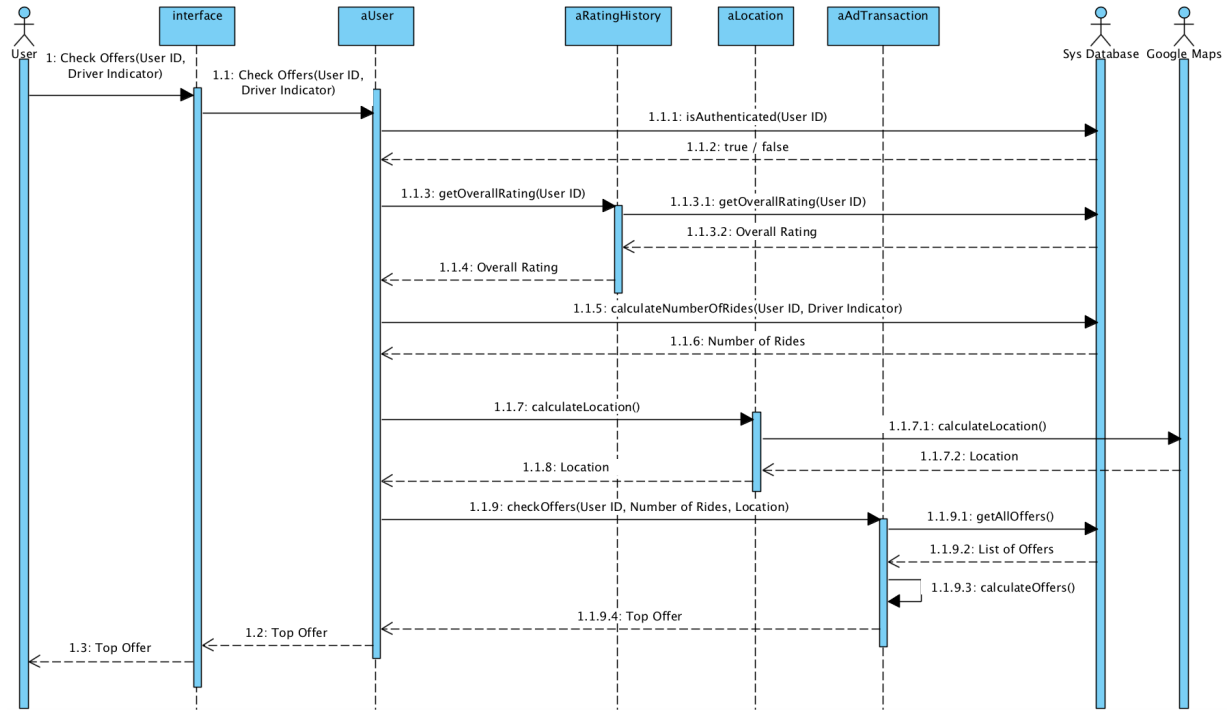 interface
aUser
aRatingHistory
aLocation
aAdTransaction
User
Sys Database
Google Maps
1: Check Offers(User ID,
Driver Indicator)
1.1: Check Offers(User ID,
Driver Indicator)
1.1.1: isAuthenticated(User ID)
1.1.2: true / false
1.1.3: getOverallRating(User ID)
1.1.3.1: getOverallRating(User ID)
1.1.3.2: Overall Rating
1.1.4: Overall Rating
1.1.5: calculateNumberOfRides(User ID, Driver Indicator)
1.1.6: Number of Rides
1.1.7: calculateLocation()
1.1.7.1: calculateLocation()
1.1.7.2: Location
1.1.8: Location
1.1.9: checkOffers(User ID, Number of Rides, Location)
1.1.9.1: getAllOffers()
1.1.9.2: List of Offers
1.1.9.3: calculateOffers()
1.1.9.4: Top Offer
1.2: Top Offer
1.3: Top Offer